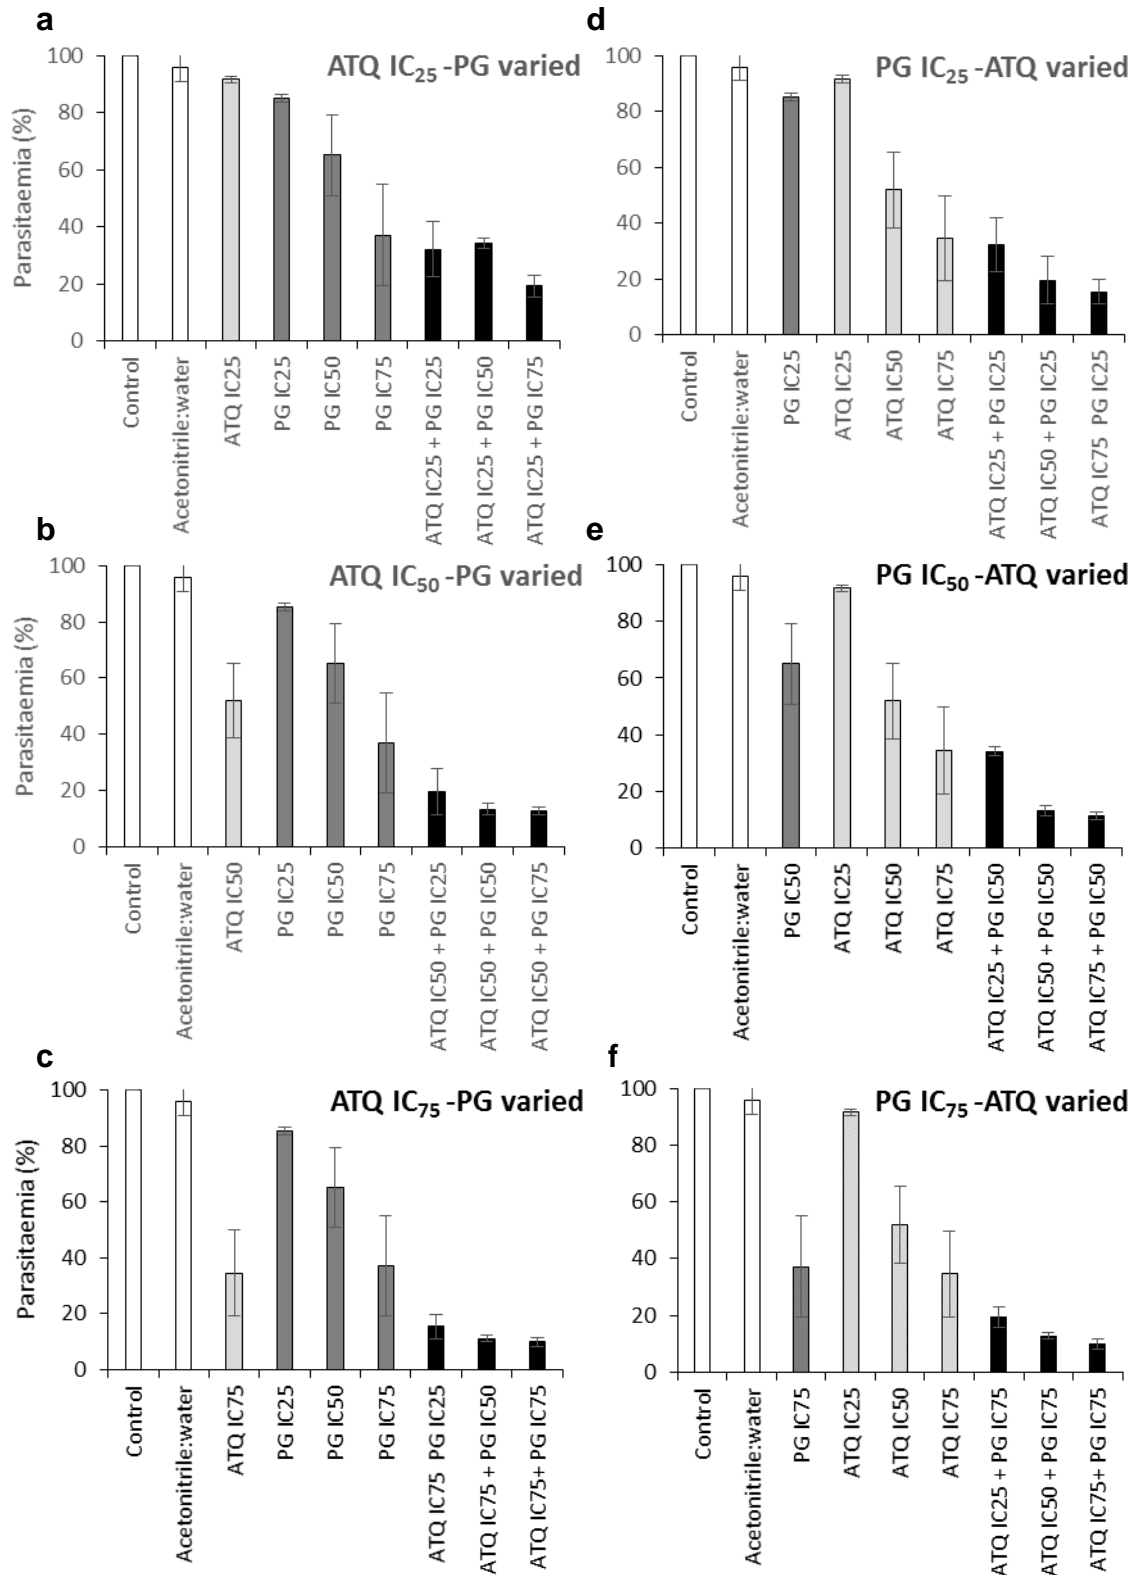 a
ATQ IC25 -PG varied
Parasitaemia (%)
100
80
60
40
20
0
Control
Acetonitrile:water
ATQ IC25
PG IC25
PG IC50
PG IC75
ATQ IC25 + PG IC25
ATQ IC25 + PG IC50
ATQ IC25 + PG IC75
d
PG IC25 -ATQ varied
100
80
60
40
20
0
Control
Acetonitrile:water
PG IC25
ATQ IC25
ATQ IC50
ATQ IC75
ATQ IC25 + PG IC25
ATQ IC50 + PG IC25
ATQ IC75 PG IC25
b
ATQ IC50 -PG varied
Parasitaemia (%)
100
80
60
40
20
0
Control
Acetonitrile:water
ATQ IC50
PG IC25
PG IC50
PG IC75
ATQ IC50 + PG IC25
ATQ IC50 + PG IC50
ATQ IC50 + PG IC75
e
PG IC50 -ATQ varied
100
80
60
40
20
0
Control
Acetonitrile:water
PG IC50
ATQ IC25
ATQ IC50
ATQ IC75
ATQ IC25 + PG IC50
ATQ IC50 + PG IC50
ATQ IC75 + PG IC50
c
ATQ IC75 -PG varied
Parasitaemia (%)
100
80
60
40
20
0
Control
Acetonitrile:water
ATQ IC75
PG IC25
PG IC50
PG IC75
ATQ IC75 PG IC25
ATQ IC75 + PG IC50
ATQ IC75+ PG IC75
f
PG IC75 -ATQ varied
100
80
60
40
20
0
Control
Acetonitrile:water
PG IC75
ATQ IC25
ATQ IC50
ATQ IC75
ATQ IC25 + PG IC75
ATQ IC50 + PG IC75
ATQ IC75+ PG IC75